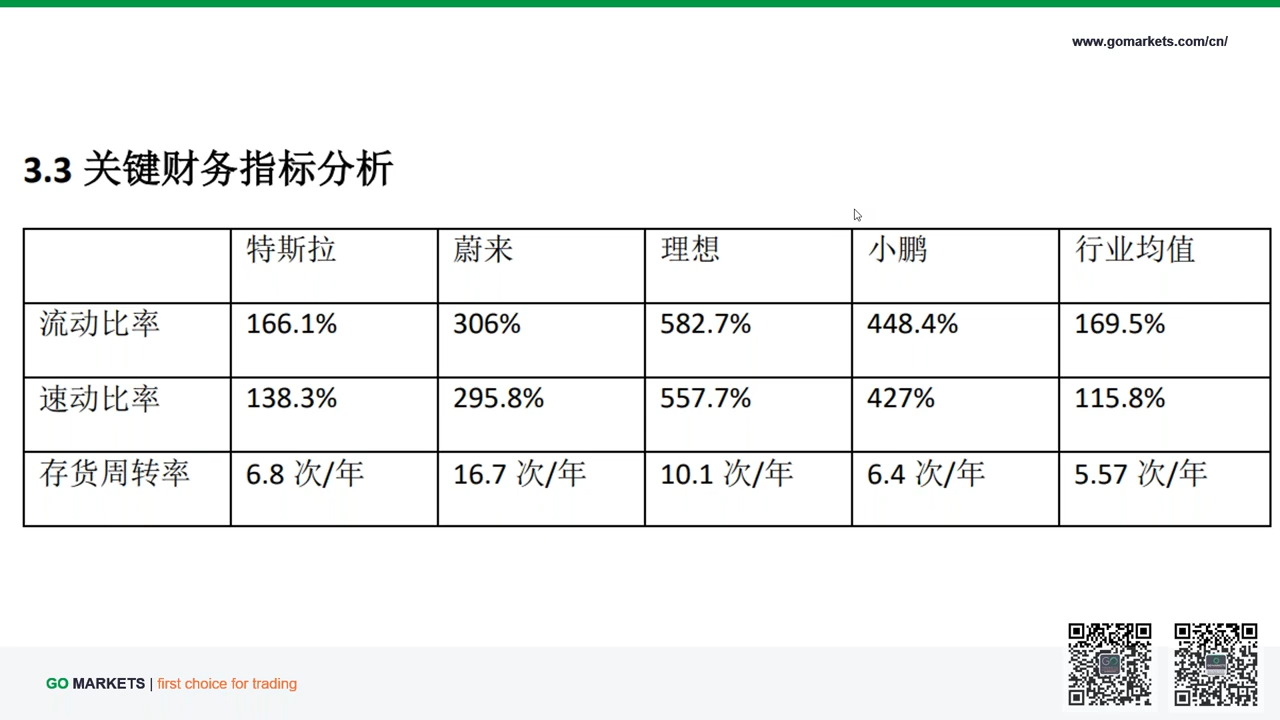 www.gomarkets.com/cn/
3.3 关键财务指标分析
特斯拉 蔚来 理想 小鹏 行业均值
流动比率 166.1% 306% 582.7% 448.4% 169.5%
速动比率 138.3% 295.8% 557.7% 427% 115.8%
存货周转率 6.8 次/年 16.7 次/年 10.1 次/年 6.4 次/年 5.57 次/年
GO MARKETS | first choice for trading